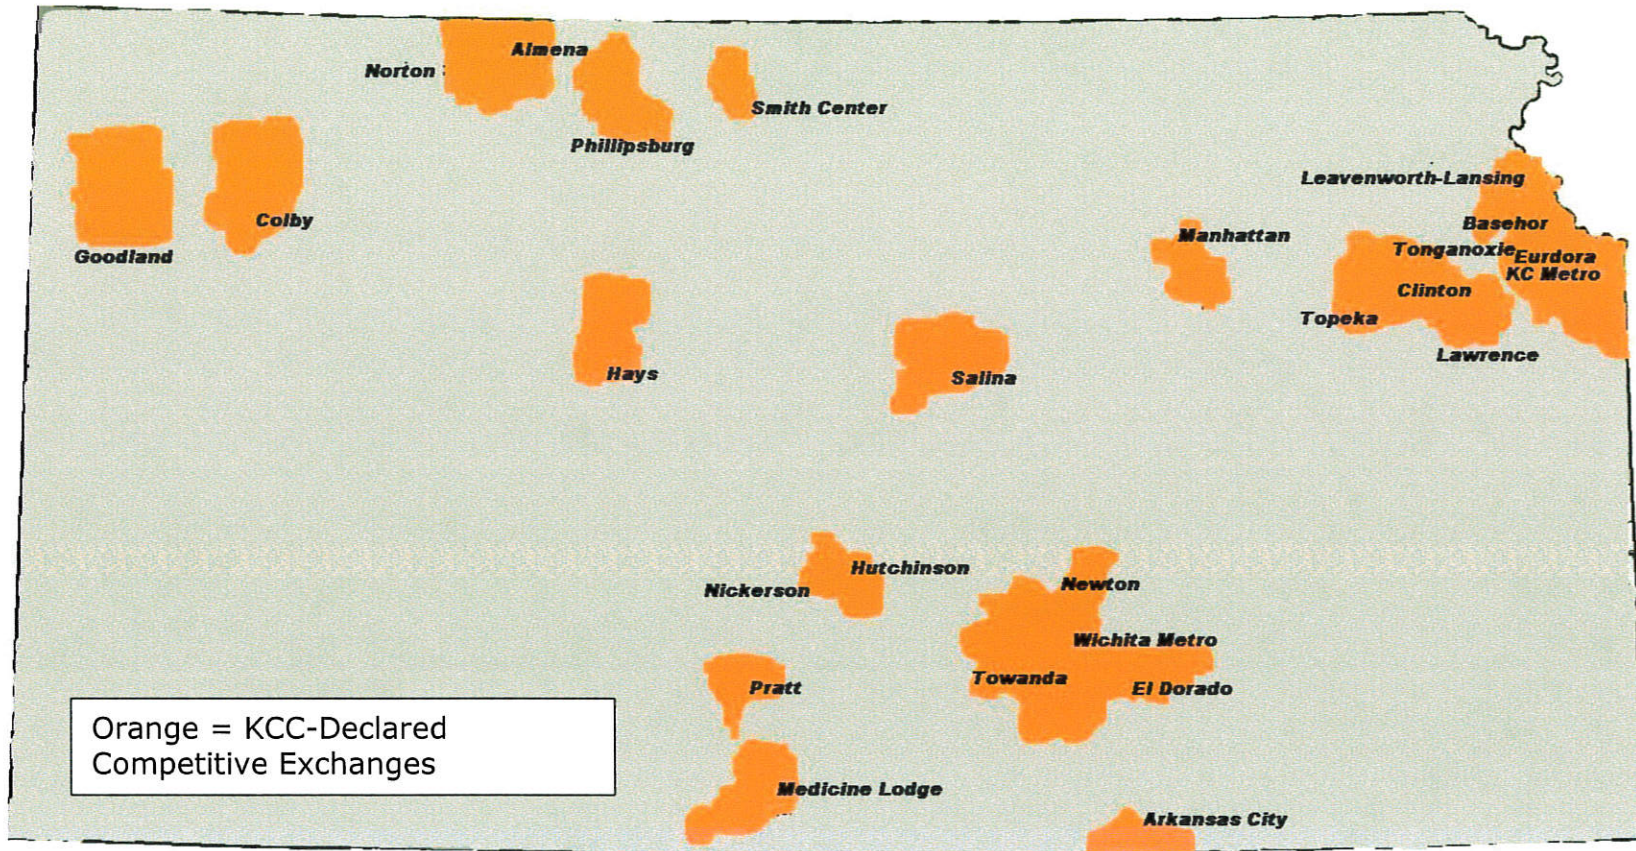 Almena
Norton
Smith Center
Phillipsburg
Leavenworth-Lansing
Colby
Basehor
Manhattan
Goodland
Tonganoxie
Eurdora
KC Metro
Clinton
Topeka
Lawrence
Hays
Salina
Hutchinson
Nickerson
Newton
Wichita Metro
Towanda
Pratt
El Dorado
Orange = KCC-Declared
Competitive Exchanges
Medicine Lodge
Arkansas City